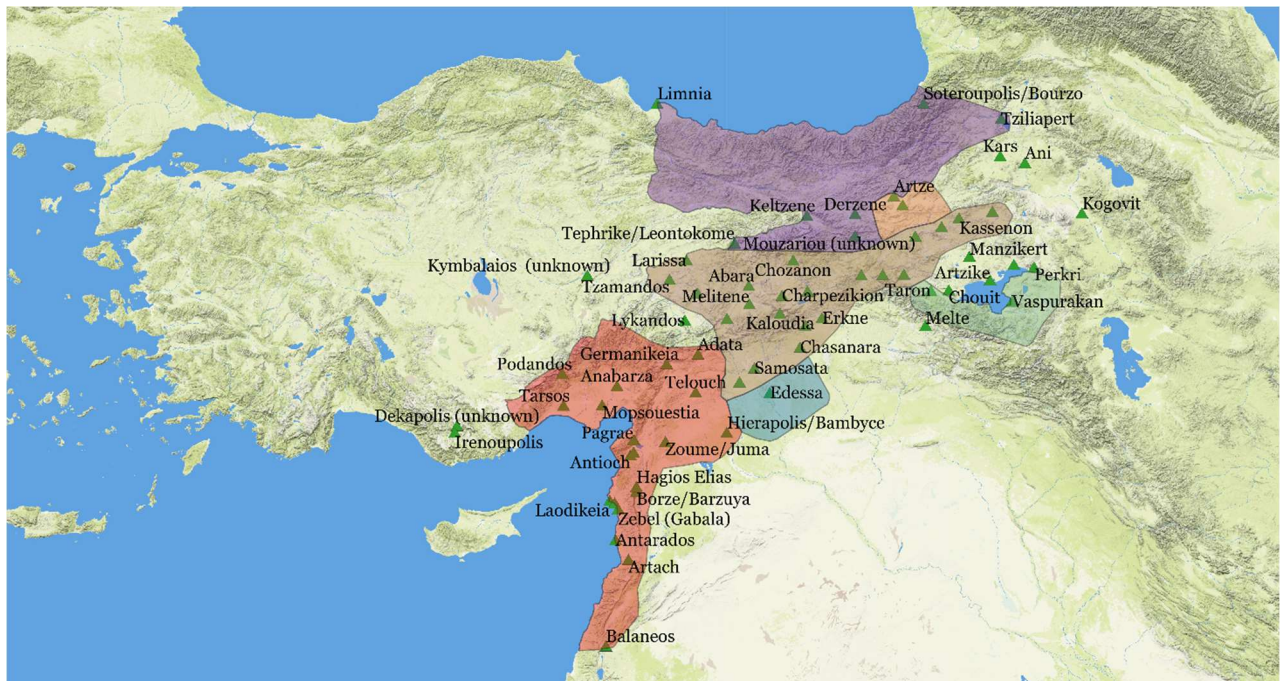 Limnia
Soteroupolis/Bourzo
Tziliapert
Kars
Ani
Artze
Kogovit
Keltzene
Derzene
Kassenon
Tephrike/Leontokome
Mouzariou (unknown)
Manzikert
Kymbalaios (unknown)
Larissa
Chozanon
Abara
Artzike
Perkri
Tzamandos
Melitene
Charpezikion
Taron
Chouit
Vaspurakan
Lykandos
Kaloudia
Erkne
Melte
Adata
Chasanara
Germanikeia
Podandos
Anabarza
Telouch
Samosata
Tarsos
Edessa
Dekapolis (unknown)
Mopsouestia
Hierapolis/Bambyce
Irenoupolis
Pagrae
Zoume/Juma
Antioch
Hagios Elias
Borze/Barzuya
Laodikeia
Zebel (Gabala)
Antarados
Artach
Balaneos